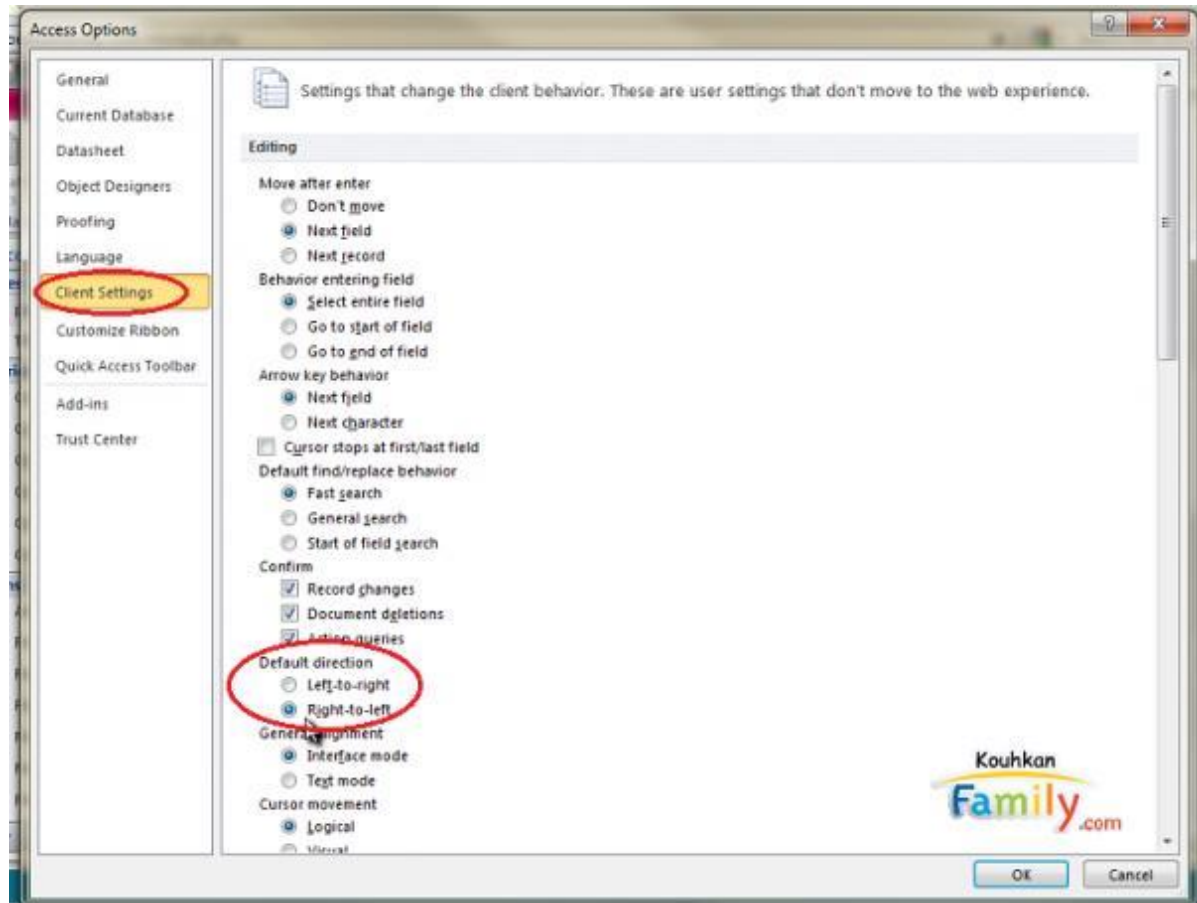 Access Options
General
Current Database
Datasheet
Object Designers
Proofing
Language
Client Settings
Customize Ribbon
Quick Access Toolbar
Add-ins
Trust Center
Settings that change the client behavior. These are user settings that don't move to the web experience.
Editing
Move after enter
Don't move
Next field
Next record
Behavior entering field
Select entire field
Go to start of field
Go to end of field
Arrow key behavior
Next field
Next character
Cursor stops at first/last field
Default find/replace behavior
Fast search
General search
Start of field search
Confirm
Record changes
Document deletions
Action queries
Default direction
Left-to-right
Right-to-left
General alignment
Interface mode
Text mode
Cursor movement
Logical
Visual
Kouhkan
Family.com
OK Cancel